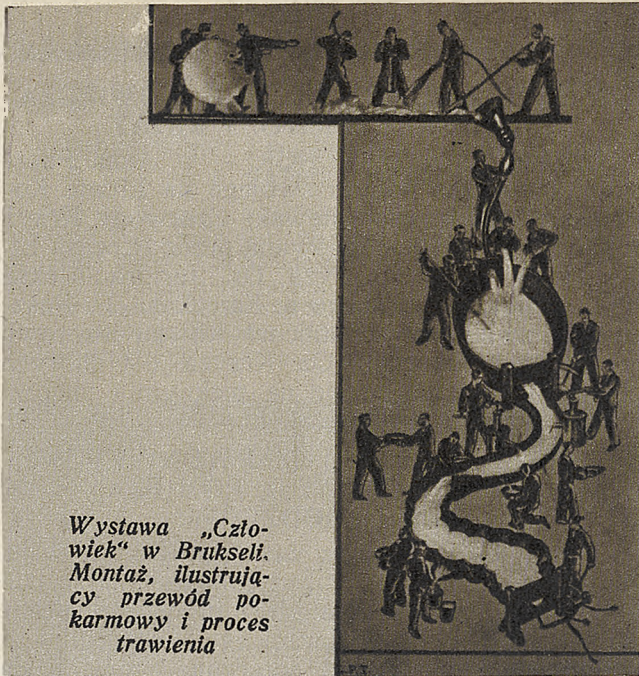 Wystawa „Czło-
wiek“ w Brukseli.
Montaż, ilustrują-
cy przewód po-
karmowy i proces
trawienia